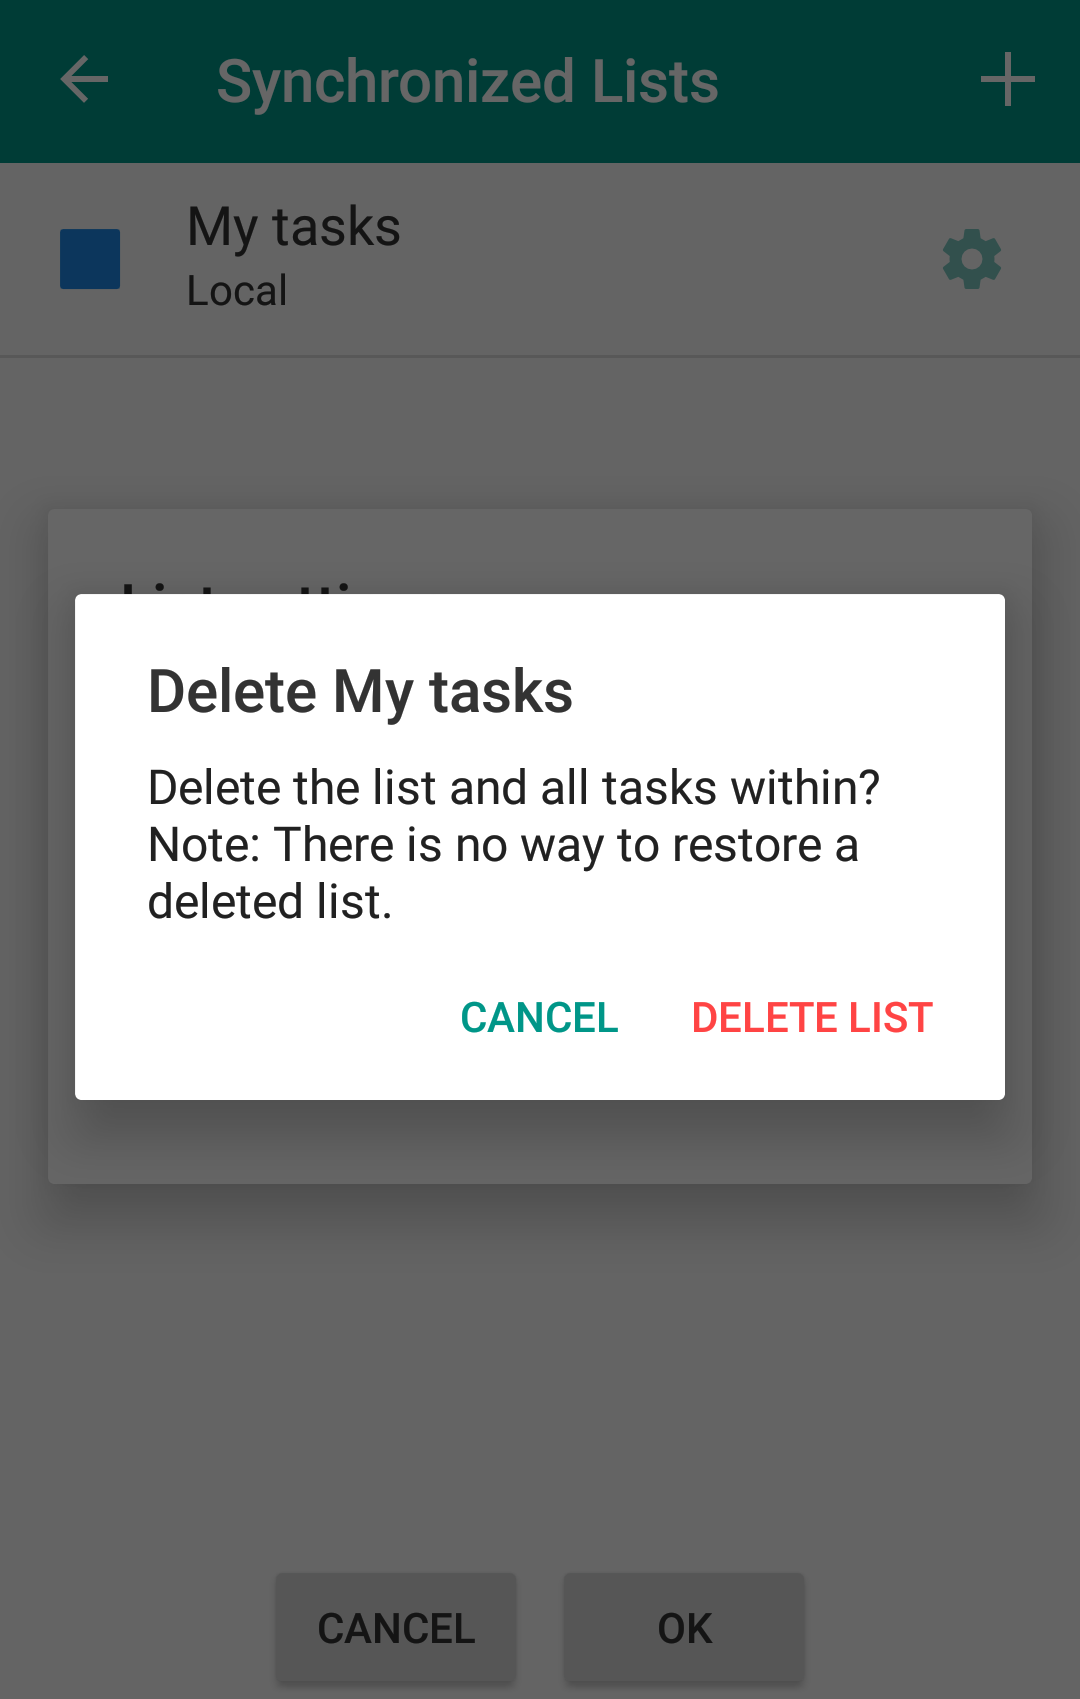 Synchronized Lists
My tasks
Local
Delete My tasks
Delete the list and all tasks within?
Note: There is no way to restore a
deleted list.
CANCEL DELETE LIST
CANCEL OK